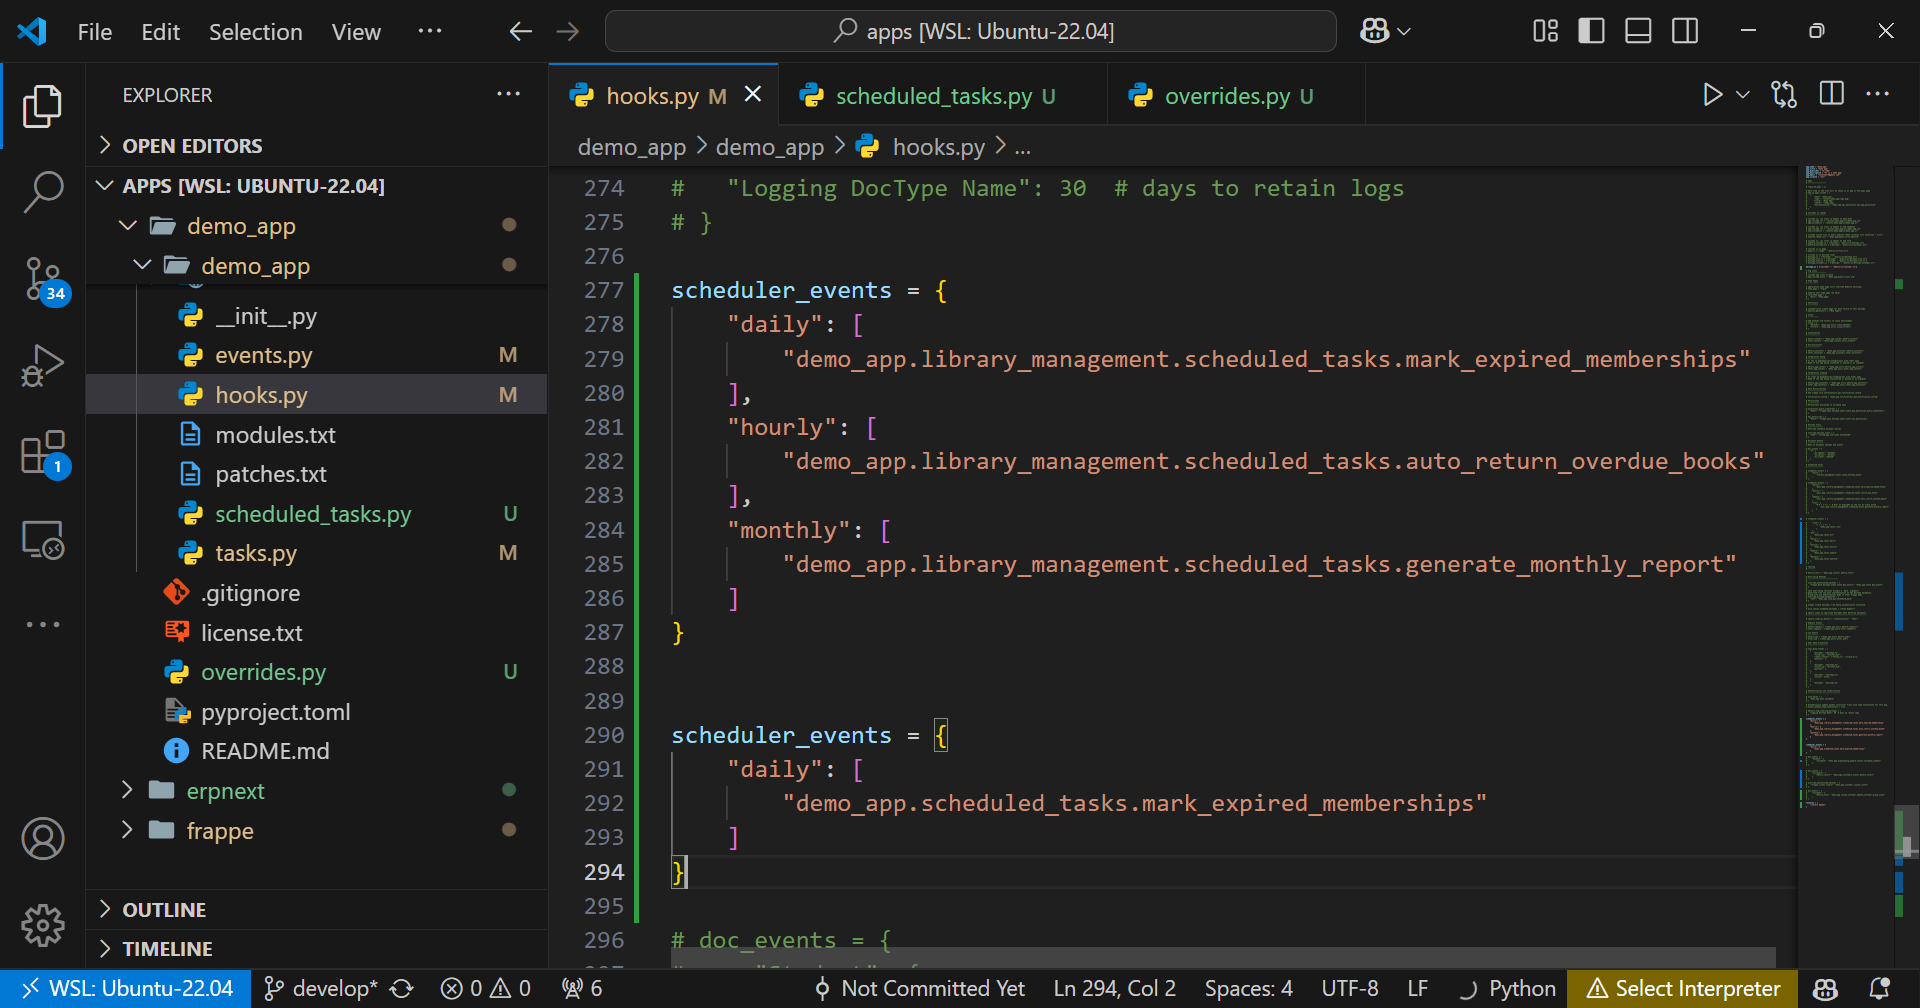 File Edit Selection View ··· apps [WSL: Ubuntu-22.04]
EXPLORER ···
OPEN EDITORS
APPS [WSL: UBUNTU-22.04]
demo_app
demo_app
__init__.py
events.py M
hooks.py M
modules.txt
patches.txt
scheduled_tasks.py U
tasks.py M
.gitignore
license.txt
overrides.py U
pyproject.toml
README.md
erpnext
frappe
OUTLINE
TIMELINE
34
1
hooks.py M scheduled_tasks.py U overrides.py U
demo_app > demo_app > hooks.py > ...
274 #   "Logging DocType Name": 30  # days to retain logs
275 # }
276
277 scheduler_events = {
278     "daily": [
279         "demo_app.library_management.scheduled_tasks.mark_expired_memberships"
280     ],
281     "hourly": [
282         "demo_app.library_management.scheduled_tasks.auto_return_overdue_books"
283     ],
284     "monthly": [
285         "demo_app.library_management.scheduled_tasks.generate_monthly_report"
286     ]
287 }
288
289
290 scheduler_events = {
291     "daily": [
292         "demo_app.scheduled_tasks.mark_expired_memberships"
293     ]
294 }
295
296 # doc_events = {
WSL: Ubuntu-22.04 develop* 0 0 6 Not Committed Yet Ln 294, Col 2 Spaces: 4 UTF-8 LF Python Select Interpreter